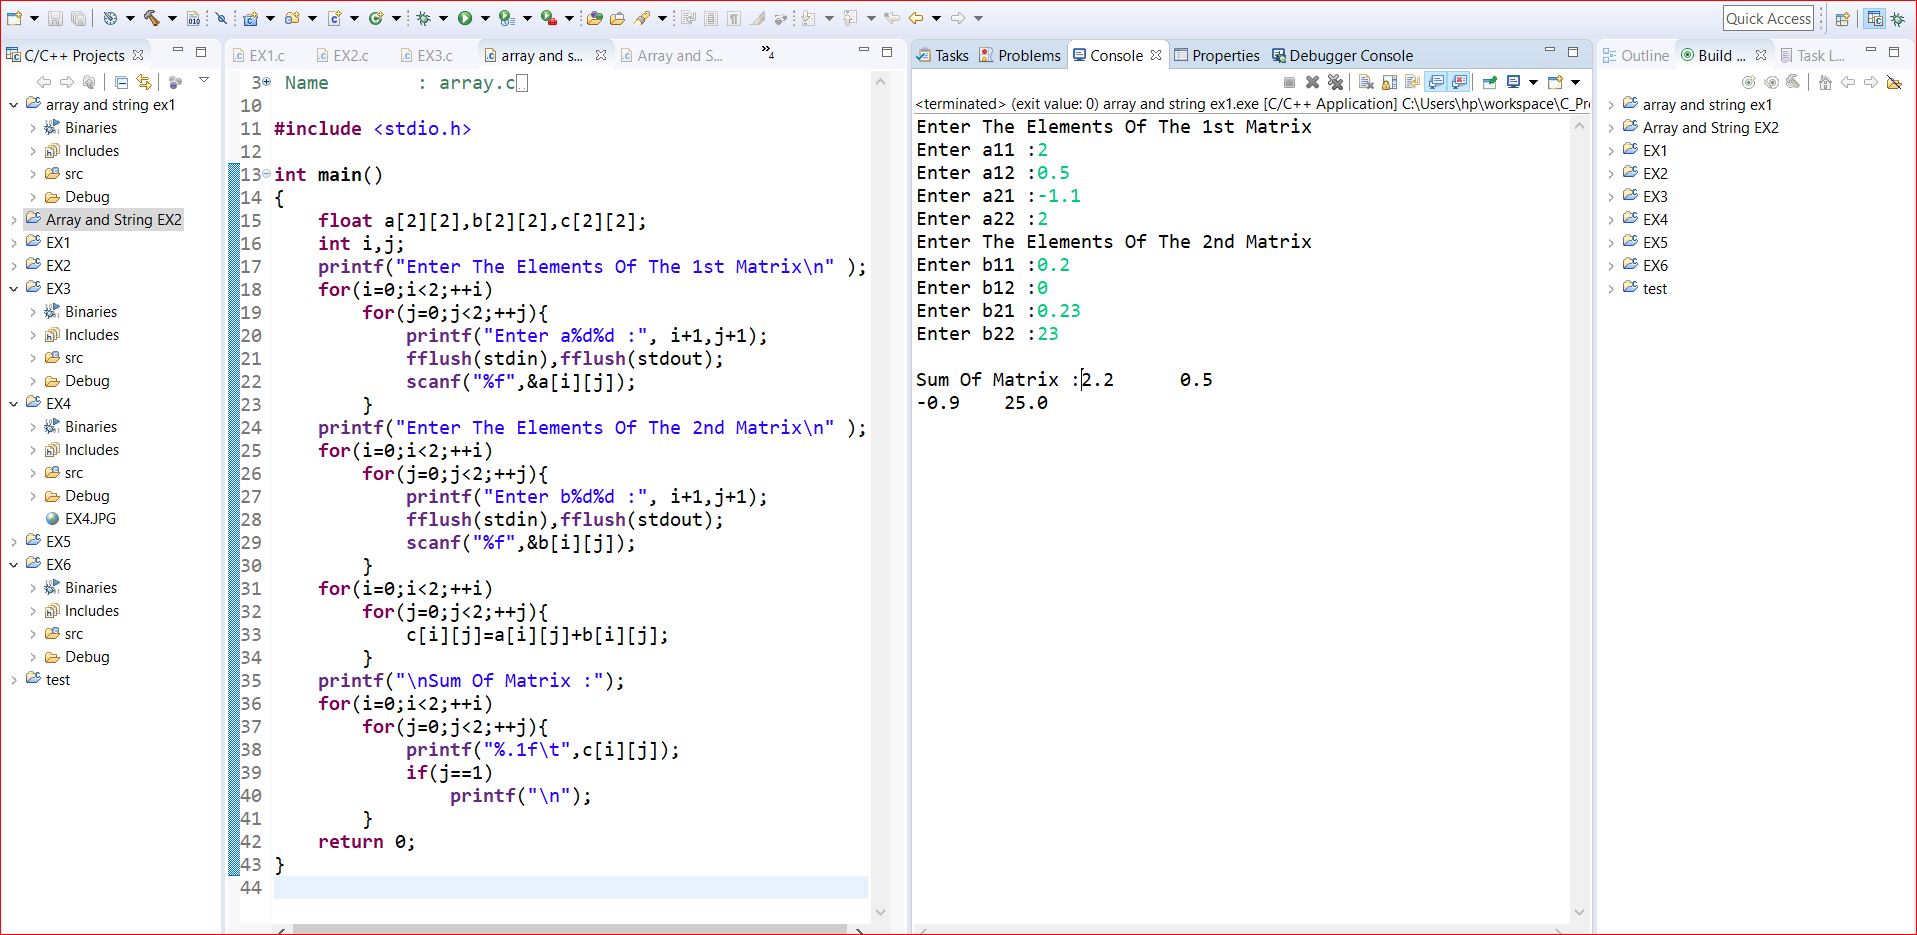 Quick Access
C/C++ Projects
array and string ex1
Binaries
Includes
src
Debug
Array and String EX2
EX1
EX2
EX3
Binaries
Includes
src
Debug
EX4
Binaries
Includes
src
Debug
EX4.JPG
EX5
EX6
Binaries
Includes
src
Debug
test
EX1.c EX2.c EX3.c array and s... Array and S... »4
3 Name : array.c
10
11 #include <stdio.h>
12
13 int main()
14 {
15 float a[2][2],b[2][2],c[2][2];
16 int i,j;
17 printf("Enter The Elements Of The 1st Matrix\n" );
18 for(i=0;i<2;++i)
19 for(j=0;j<2;++j){
20 printf("Enter a%d%d :", i+1,j+1);
21 fflush(stdin),fflush(stdout);
22 scanf("%f",&a[i][j]);
23 }
24 printf("Enter The Elements Of The 2nd Matrix\n" );
25 for(i=0;i<2;++i)
26 for(j=0;j<2;++j){
27 printf("Enter b%d%d :", i+1,j+1);
28 fflush(stdin),fflush(stdout);
29 scanf("%f",&b[i][j]);
30 }
31 for(i=0;i<2;++i)
32 for(j=0;j<2;++j){
33 c[i][j]=a[i][j]+b[i][j];
34 }
35 printf("\nSum Of Matrix :");
36 for(i=0;i<2;++i)
37 for(j=0;j<2;++j){
38 printf("%.1f\t",c[i][j]);
39 if(j==1)
40 printf("\n");
41 }
42 return 0;
43 }
44
Tasks Problems Console Properties Debugger Console
<terminated> (exit value: 0) array and string ex1.exe [C/C++ Application] C:\Users\hp\workspace\C_Pr
Enter The Elements Of The 1st Matrix
Enter a11 :2
Enter a12 :0.5
Enter a21 :-1.1
Enter a22 :2
Enter The Elements Of The 2nd Matrix
Enter b11 :0.2
Enter b12 :0
Enter b21 :0.23
Enter b22 :23
Sum Of Matrix :2.2 0.5
-0.9 25.0
Outline Build ... Task L...
array and string ex1
Array and String EX2
EX1
EX2
EX3
EX4
EX5
EX6
test